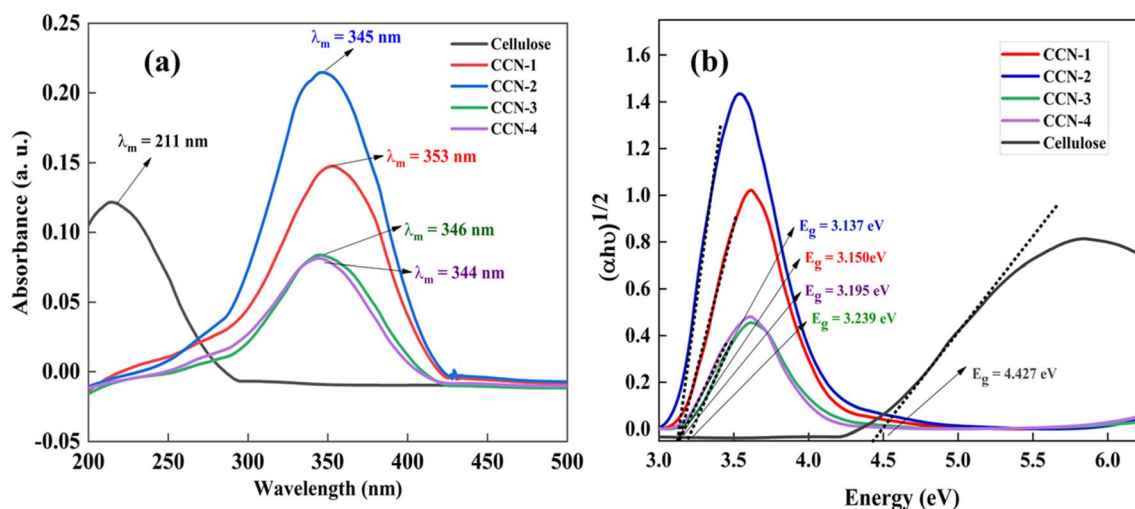 (a)
λm = 345 nm
λm = 211 nm
λm = 353 nm
λm = 346 nm
λm = 344 nm
Cellulose
CCN-1
CCN-2
CCN-3
CCN-4
Absorbance (a. u.)
0.25
0.20
0.15
0.10
0.05
0.00
-0.05
200 250 300 350 400 450 500
Wavelength (nm)
(b)
CCN-1
CCN-2
CCN-3
CCN-4
Cellulose
Eg = 3.137 eV
Eg = 3.150eV
Eg = 3.195 eV
Eg = 3.239 eV
Eg = 4.427 eV
(αhυ)1/2
1.4
1.2
1.0
0.8
0.6
0.4
0.2
0.0
3.0 3.5 4.0 4.5 5.0 5.5 6.0
Energy (eV)